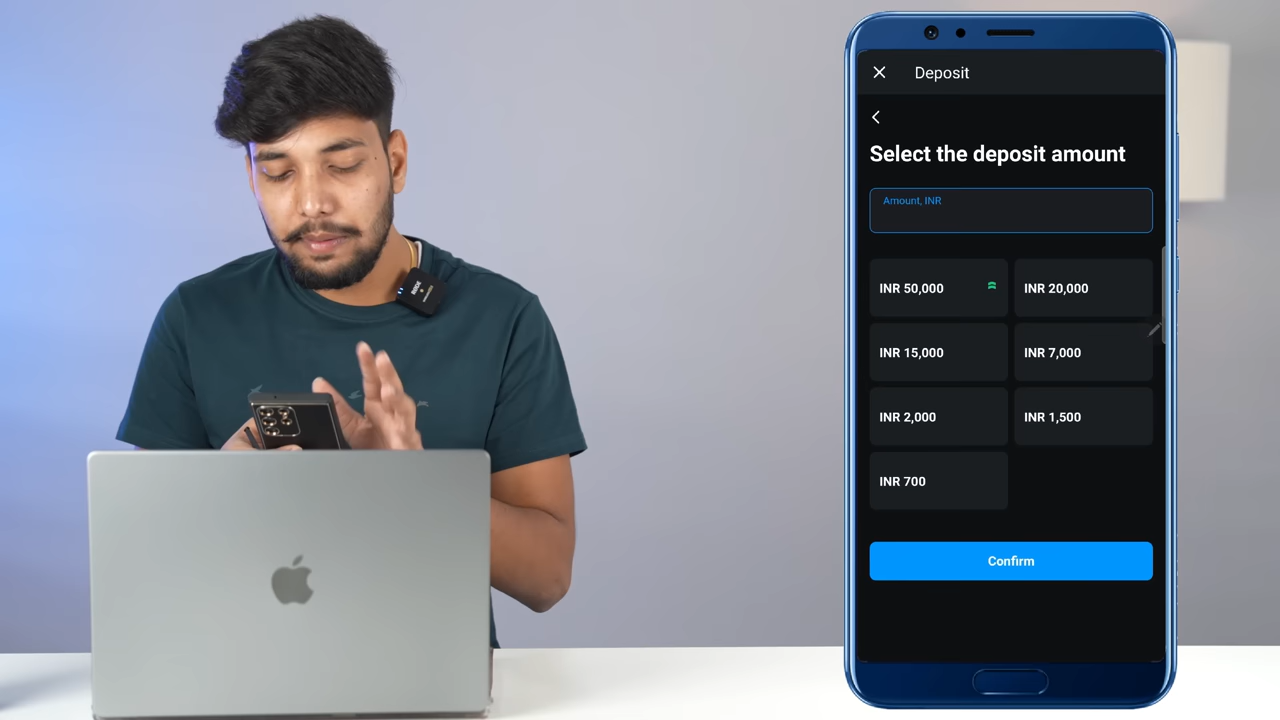 Deposit
Select the deposit amount
Amount, INR
INR 50,000
INR 20,000
INR 15,000
INR 7,000
INR 2,000
INR 1,500
INR 700
Confirm